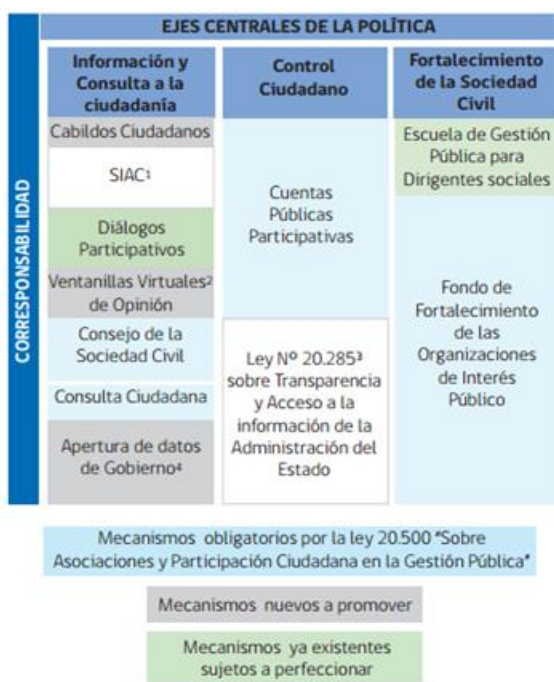 EJES CENTRALES DE LA POLÍTICA
CORRESPONSABILIDAD
Información y
Consulta a la
ciudadanía
Cabildos Ciudadanos
SIAC¹
Diálogos
Participativos
Ventanillas Virtuales²
de Opinión
Consejo de la
Sociedad Civil
Consulta Ciudadana
Apertura de datos
de Gobierno⁴
Control
Ciudadano
Cuentas
Públicas
Participativas
Ley Nº 20.285³
sobre Transparencia
y Acceso a la
información de la
Administración del
Estado
Fortalecimiento
de la Sociedad
Civil
Escuela de Gestión
Pública para
Dirigentes sociales
Fondo de
Fortalecimiento
de las
Organizaciones
de Interés
Público
Mecanismos obligatorios por la ley 20.500 “Sobre
Asociaciones y Participación Ciudadana en la Gestión Pública”
Mecanismos nuevos a promover
Mecanismos ya existentes
sujetos a perfeccionar